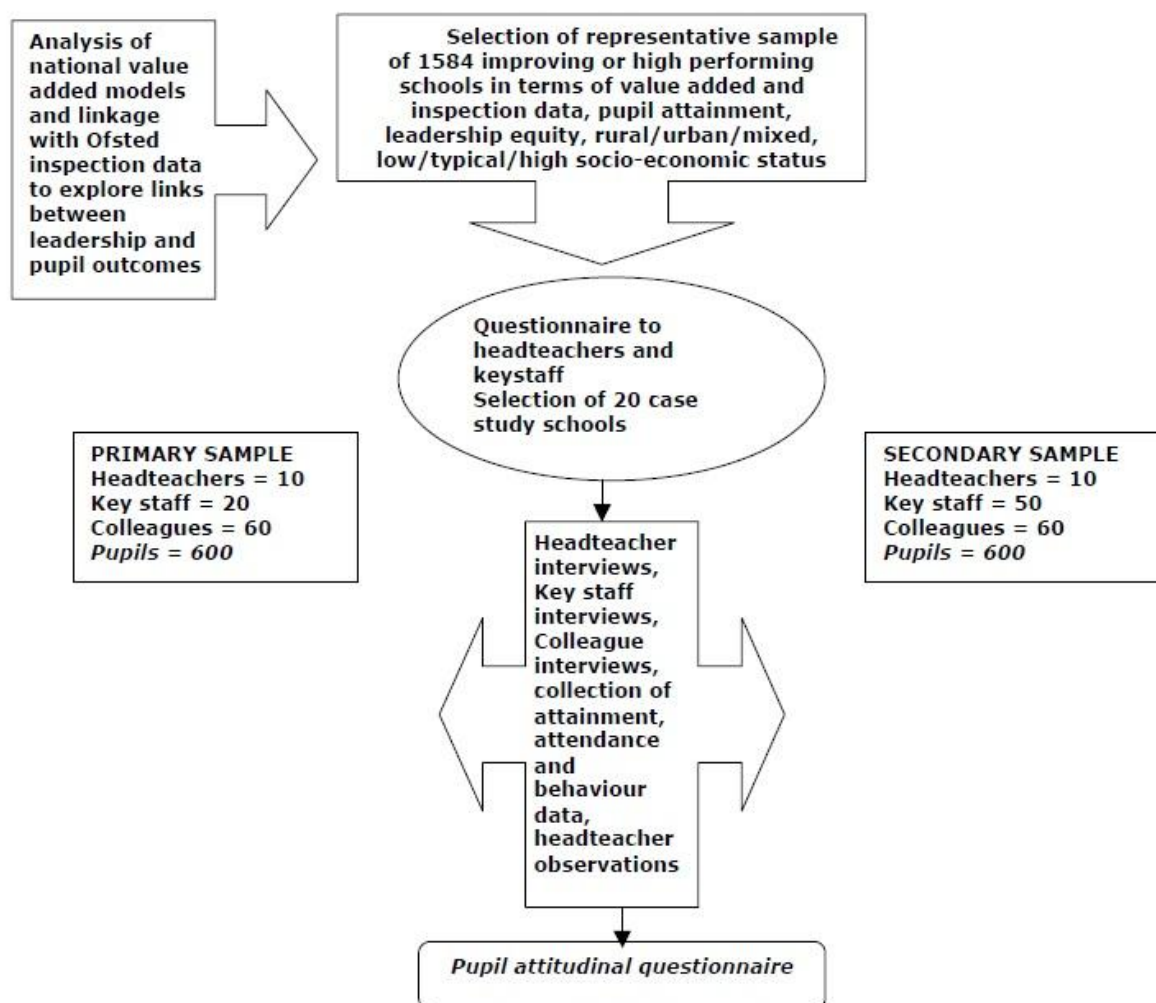 Analysis of
national value
added models
and linkage
with Ofsted
inspection data
to explore links
between
leadership and
pupil outcomes
Selection of representative sample
of 1584 improving or high performing
schools in terms of value added and
inspection data, pupil attainment,
leadership equity, rural/urban/mixed,
low/typical/high socio-economic status
Questionnaire to
headteachers and
keystaff
Selection of 20 case
study schools
PRIMARY SAMPLE
Headteachers = 10
Key staff = 20
Colleagues = 60
Pupils = 600
SECONDARY SAMPLE
Headteachers = 10
Key staff = 50
Colleagues = 60
Pupils = 600
Headteacher
interviews,
Key staff
interviews,
Colleague
interviews,
collection of
attainment,
attendance
and
behaviour
data,
headteacher
observations
Pupil attitudinal questionnaire